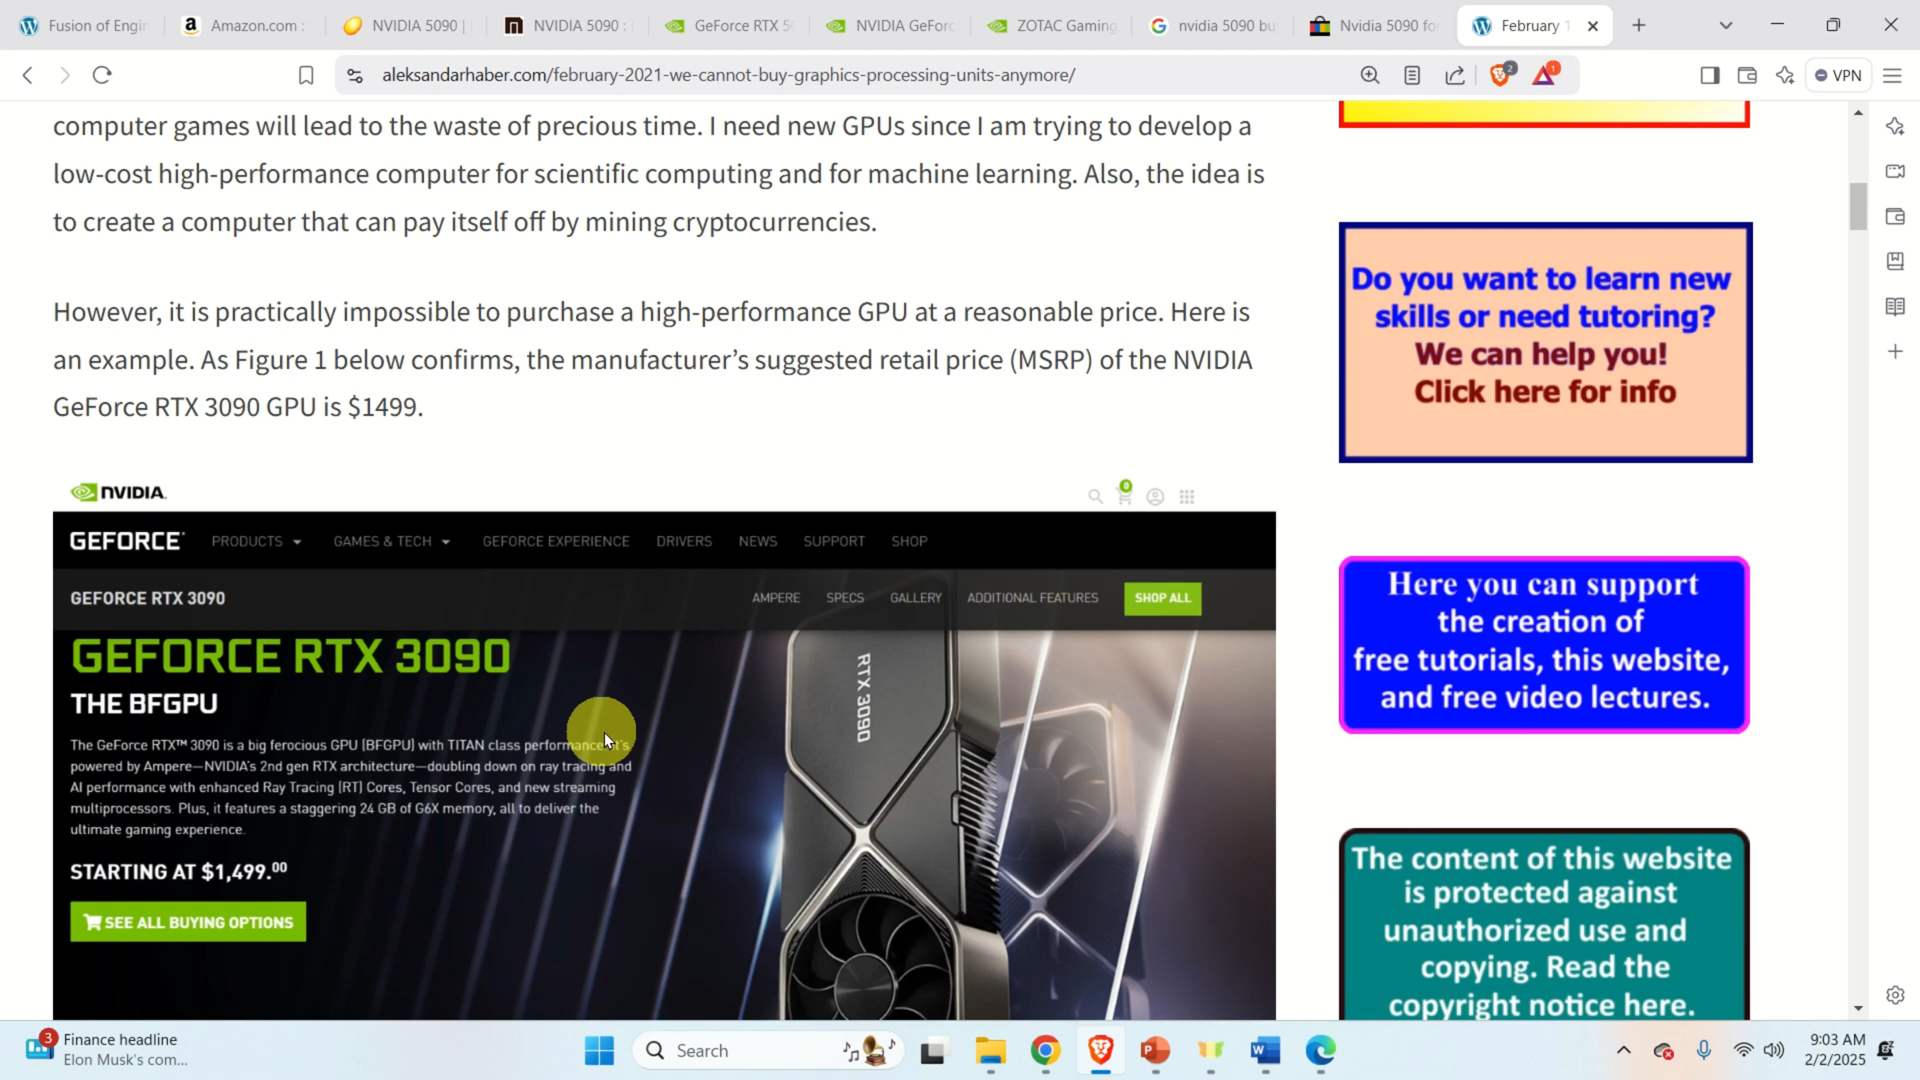 Fusion of Engin
Amazon.com :
NVIDIA 5090 |
NVIDIA 5090 :
GeForce RTX 50
NVIDIA GeForc
ZOTAC Gaming
nvidia 5090 bu
Nvidia 5090 fo
February 1
aleksandarhaber.com/february-2021-we-cannot-buy-graphics-processing-units-anymore/
2
1
VPN
computer games will lead to the waste of precious time. I need new GPUs since I am trying to develop a
low-cost high-performance computer for scientific computing and for machine learning. Also, the idea is
to create a computer that can pay itself off by mining cryptocurrencies.
However, it is practically impossible to purchase a high-performance GPU at a reasonable price. Here is
an example. As Figure 1 below confirms, the manufacturer's suggested retail price (MSRP) of the NVIDIA
GeForce RTX 3090 GPU is $1499.
NVIDIA.
0
GEFORCE PRODUCTS GAMES & TECH GEFORCE EXPERIENCE DRIVERS NEWS SUPPORT SHOP
GEFORCE RTX 3090 AMPERE SPECS GALLERY ADDITIONAL FEATURES SHOP ALL
GEFORCE RTX 3090
THE BFGPU
The GeForce RTX™ 3090 is a big ferocious GPU (BFGPU) with TITAN class performance. It's
powered by Ampere—NVIDIA's 2nd gen RTX architecture—doubling down on ray tracing and
AI performance with enhanced Ray Tracing (RT) Cores, Tensor Cores, and new streaming
multiprocessors. Plus, it features a staggering 24 GB of G6X memory, all to deliver the
ultimate gaming experience.
STARTING AT $1,499.00
SEE ALL BUYING OPTIONS
RTX 3090
Do you want to learn new
skills or need tutoring?
We can help you!
Click here for info
Here you can support
the creation of
free tutorials, this website,
and free video lectures.
The content of this website
is protected against
unauthorized use and
copying. Read the
copyright notice here.
3
Finance headline
Elon Musk's com...
Search
9:03 AM
2/2/2025